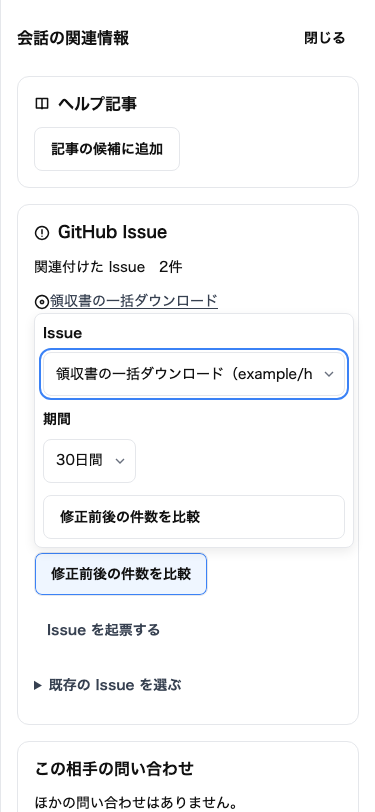 会話の関連情報
閉じる
ヘルプ記事
記事の候補に追加
GitHub Issue
関連付けた Issue 2件
領収書の一括ダウンロード
Issue
領収書の一括ダウンロード（example/h
期間
30日間
修正前後の件数を比較
修正前後の件数を比較
Issue を起票する
既存の Issue を選ぶ
この相手の問い合わせ
ほかの問い合わせはありません。